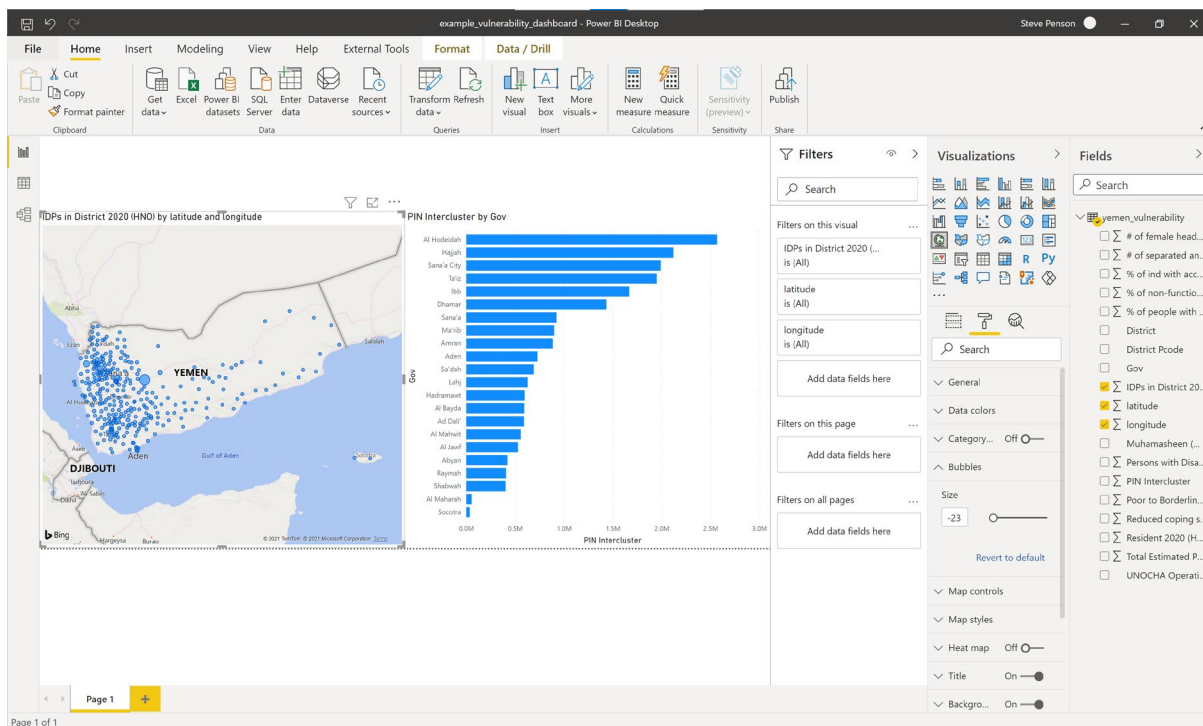 example_vulnerability_dashboard - Power BI Desktop
Steve Penson
File Home Insert Modeling View Help External Tools Format Data / Drill
Paste
Cut
Copy
Format painter
Clipboard
Get data
Excel
Power BI datasets
SQL Server
Enter data
Dataverse
Recent sources
Data
Transform data
Refresh
Queries
New visual
Text box
More visuals
Insert
New measure
Quick measure
Calculations
Sensitivity (preview)
Sensitivity
Publish
Share
IDPs in District 2020 (HNO) by latitude and longitude
Abha
Salalah
YEMEN
Aden
Gulf of Aden
Socotra
DJIBOUTI
Tadjoura
Hargeysa
Burao
Bing
© 2021 TomTom, © 2021 Microsoft Corporation Terms
PIN Intercluster by Gov
Gov
Al Hodeidah
Hajjah
Sana'a City
Ta'iz
Ibb
Dhamar
Sana'a
Ma'rib
Amran
Aden
Sa'dah
Lahj
Hadramawt
Al Bayda
Ad Dali'
Al Mahwit
Al Jawf
Abyan
Raymah
Shabwah
Al Maharah
Socotra
0.0M 0.5M 1.0M 1.5M 2.0M 2.5M 3.0M
PIN Intercluster
Filters
Search
Filters on this visual ...
IDPs in District 2020 (...
is (All)
latitude
is (All)
longitude
is (All)
Add data fields here
Filters on this page ...
Add data fields here
Filters on all pages ...
Add data fields here
Visualizations
R Py
...
Search
General
Data colors
Category... Off
Bubbles
Size
-23
Revert to default
Map controls
Map styles
Heat map Off
Title On
Backgro... On
Fields
Search
yemen_vulnerability
# of female head...
# of separated an...
% of ind with acc...
% of non-functio...
% of people with ...
District
District Pcode
Gov
IDPs in District 20...
latitude
longitude
Muhamasheen (...
Persons with Disa...
PIN Intercluster
Poor to Borderlin...
Reduced coping s...
Resident 2020 (H...
Total Estimated P...
UNOCHA Operati...
Page 1
Page 1 of 1